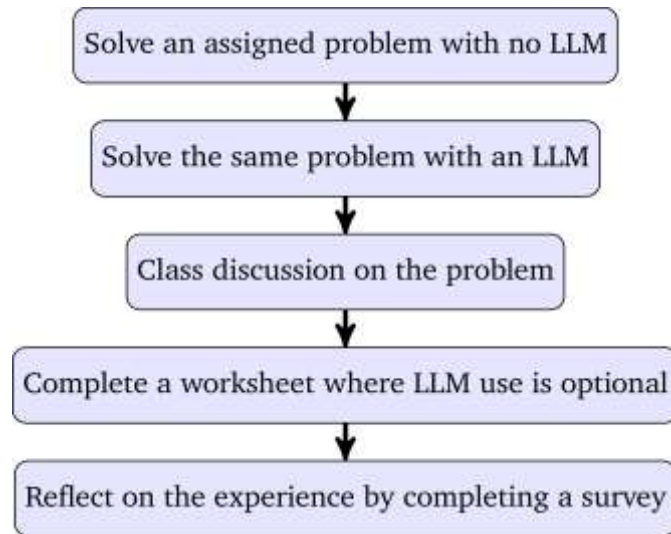 Solve an assigned problem with no LLM
Solve the same problem with an LLM
Class discussion on the problem
Complete a worksheet where LLM use is optional
Reflect on the experience by completing a survey